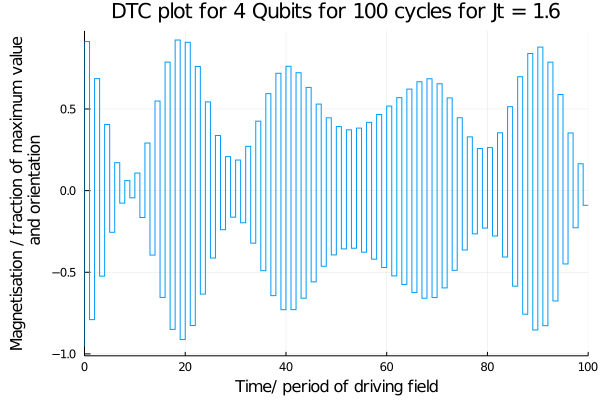 DTC plot for 4 Qubits for 100 cycles for Jt = 1.6
Magnetisation / fraction of maximum value
and orientation
0.5
0.0
−0.5
−1.0
0
20
40
60
80
100
Time/ period of driving field